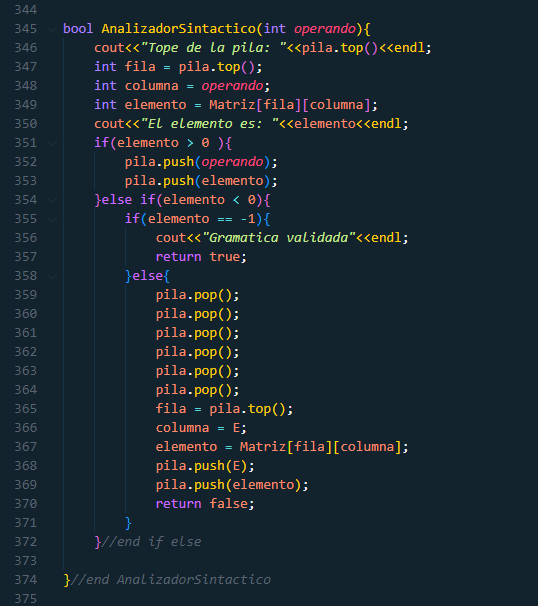 344
345 bool AnalizadorSintactico(int operando){
346     cout<<"Tope de la pila: "<<pila.top()<<endl;
347     int fila = pila.top();
348     int columna = operando;
349     int elemento = Matriz[fila][columna];
350     cout<<"El elemento es: "<<elemento<<endl;
351     if(elemento > 0 ){
352         pila.push(operando);
353         pila.push(elemento);
354     }else if(elemento < 0){
355         if(elemento == -1){
356             cout<<"Gramatica validada"<<endl;
357             return true;
358         }else{
359             pila.pop();
360             pila.pop();
361             pila.pop();
362             pila.pop();
363             pila.pop();
364             pila.pop();
365             fila = pila.top();
366             columna = E;
367             elemento = Matriz[fila][columna];
368             pila.push(E);
369             pila.push(elemento);
370             return false;
371         }
372     }//end if else
373
374 }//end AnalizadorSintactico
375